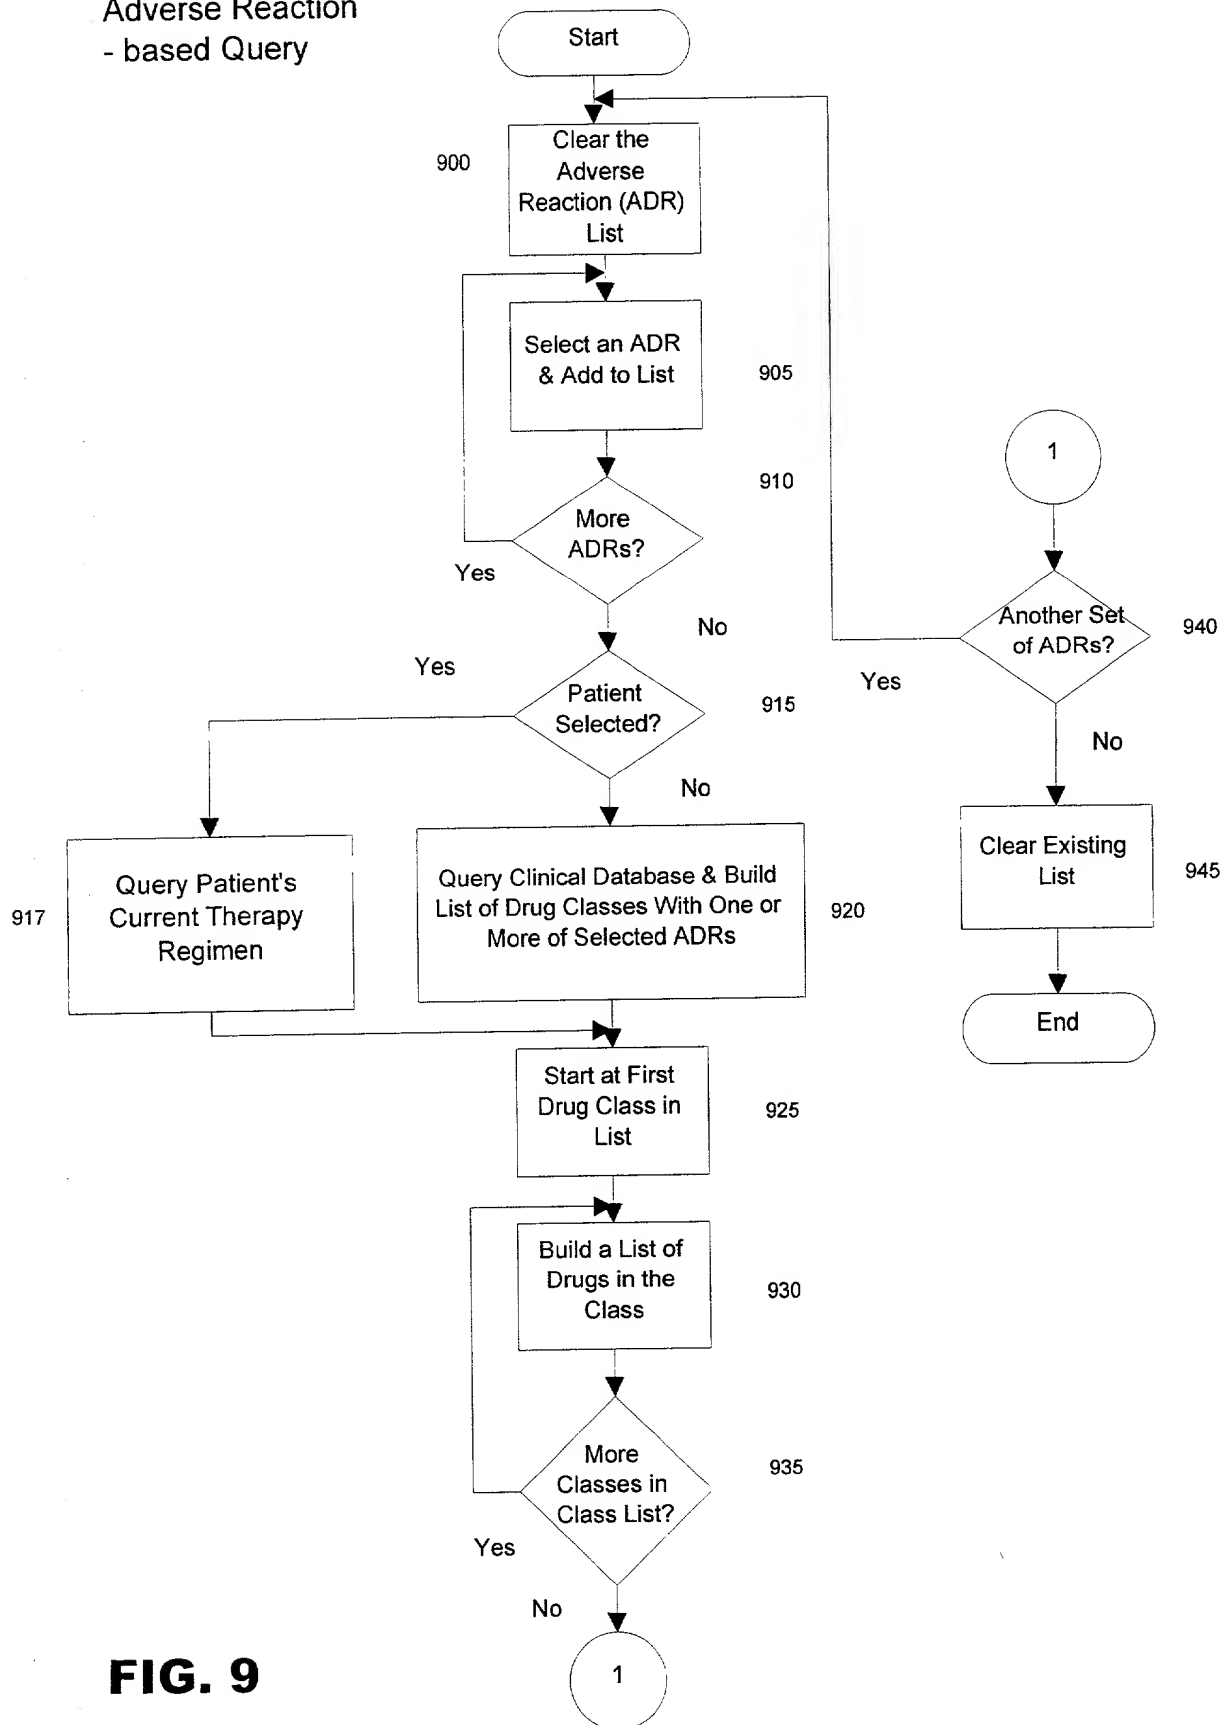 Adverse Reaction
- based Query
Start
900
Clear the
Adverse
Reaction (ADR)
List
Select an ADR
& Add to List
905
910
More
ADRs?
Yes
No
Yes
Patient
Selected?
915
No
917
Query Patient's
Current Therapy
Regimen
Query Clinical Database & Build
List of Drug Classes With One or
More of Selected ADRs
920
Start at First
Drug Class in
List
925
Build a List of
Drugs in the
Class
930
More
Classes in
Class List?
935
Yes
No
1
1
Another Set
of ADRs?
940
Yes
No
Clear Existing
List
945
End
FIG. 9